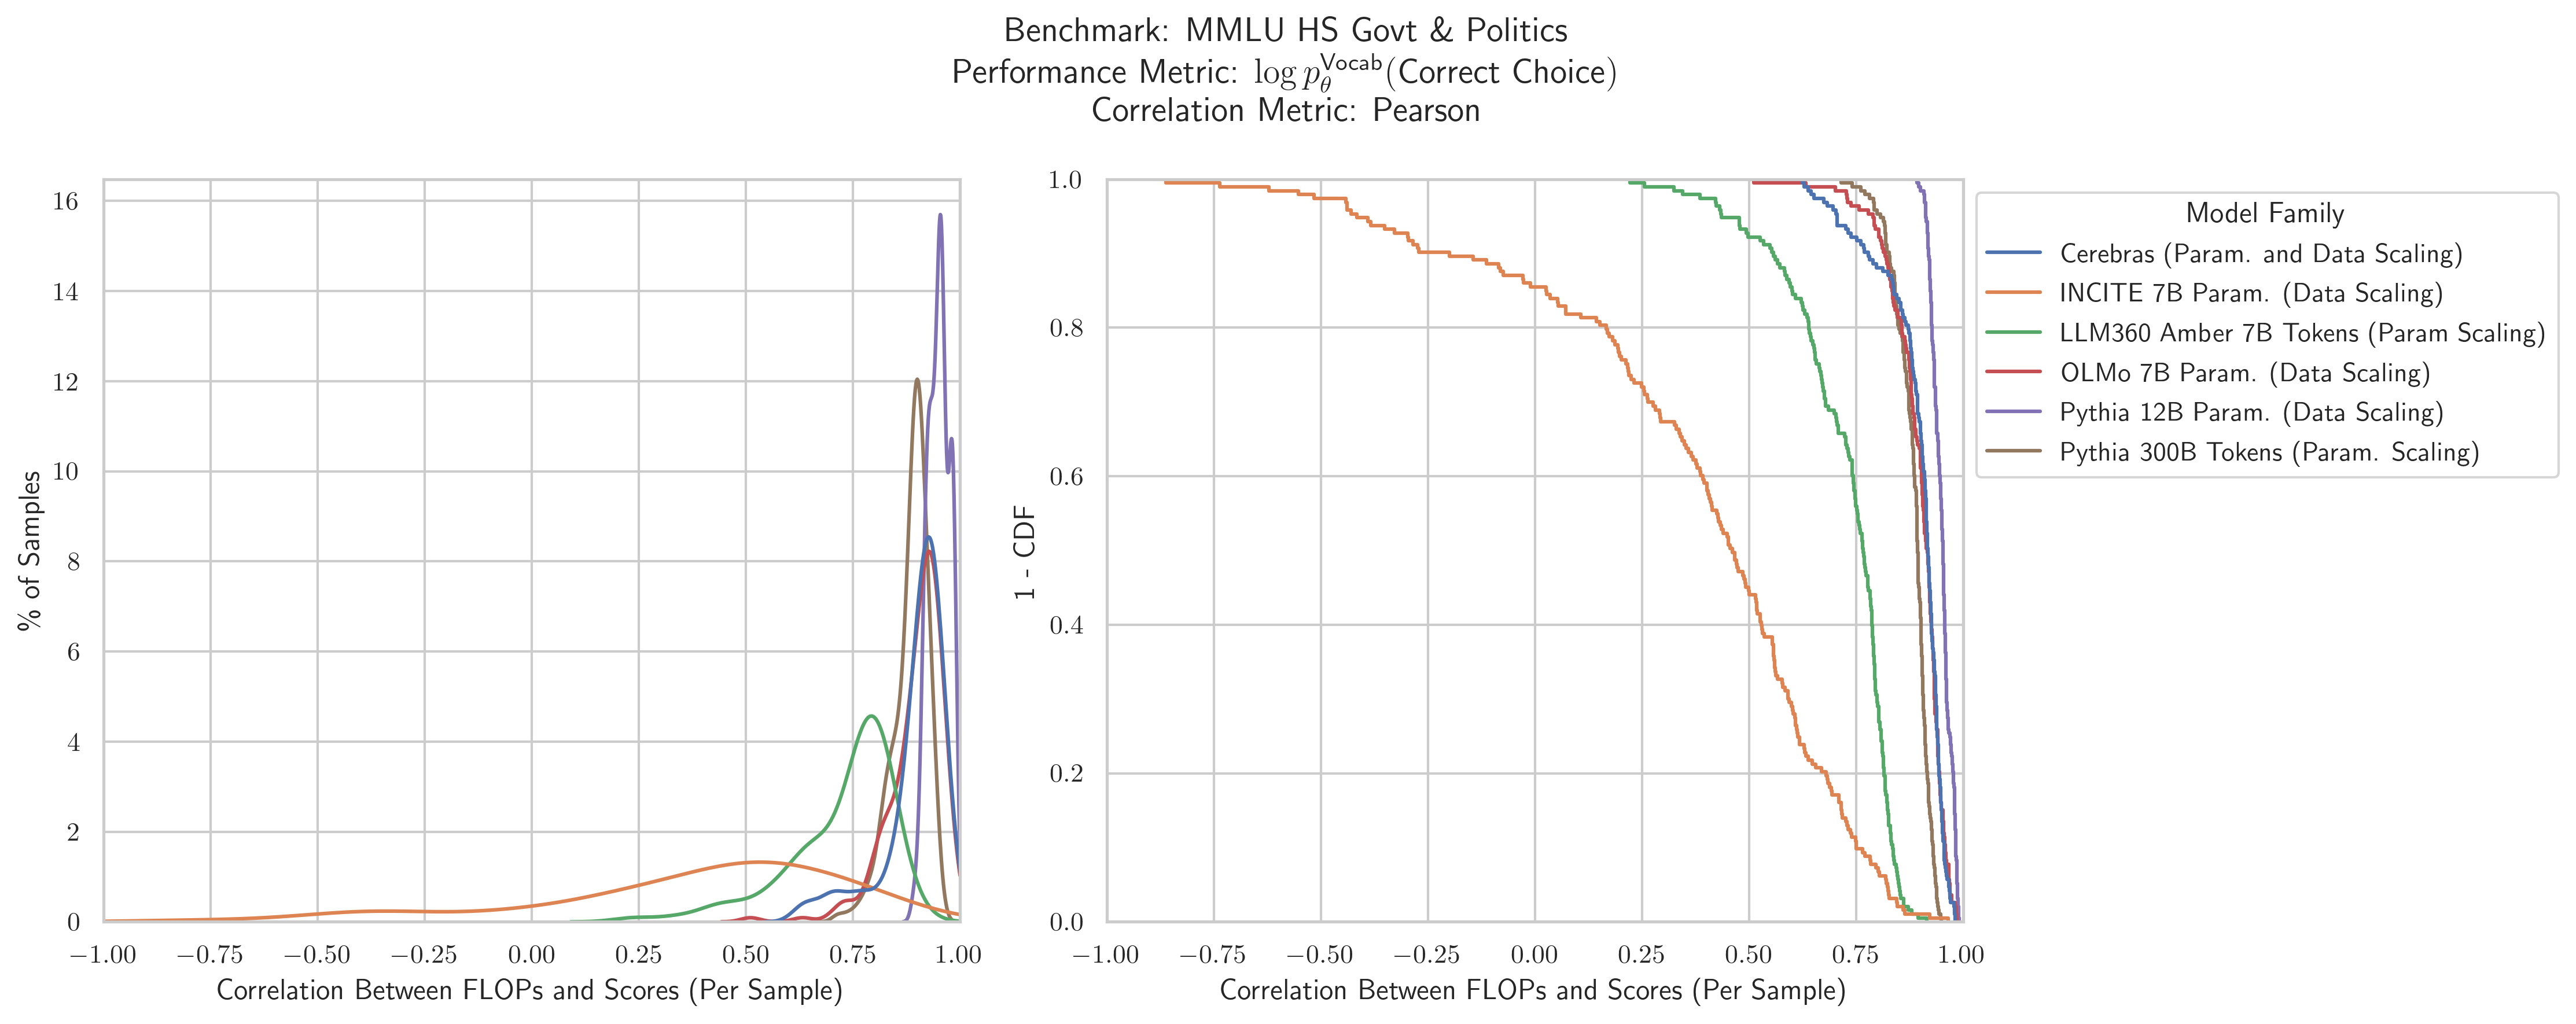 Benchmark: MMLU HS Govt & Politics
Performance Metric: log p_θ^Vocab(Correct Choice)
Correlation Metric: Pearson
% of Samples
16
14
12
10
8
6
4
2
0
−1.00 −0.75 −0.50 −0.25 0.00 0.25 0.50 0.75 1.00
Correlation Between FLOPs and Scores (Per Sample)
1 - CDF
1.0
0.8
0.6
0.4
0.2
0.0
−1.00 −0.75 −0.50 −0.25 0.00 0.25 0.50 0.75 1.00
Correlation Between FLOPs and Scores (Per Sample)
Model Family
Cerebras (Param. and Data Scaling)
INCITE 7B Param. (Data Scaling)
LLM360 Amber 7B Tokens (Param Scaling)
OLMo 7B Param. (Data Scaling)
Pythia 12B Param. (Data Scaling)
Pythia 300B Tokens (Param. Scaling)